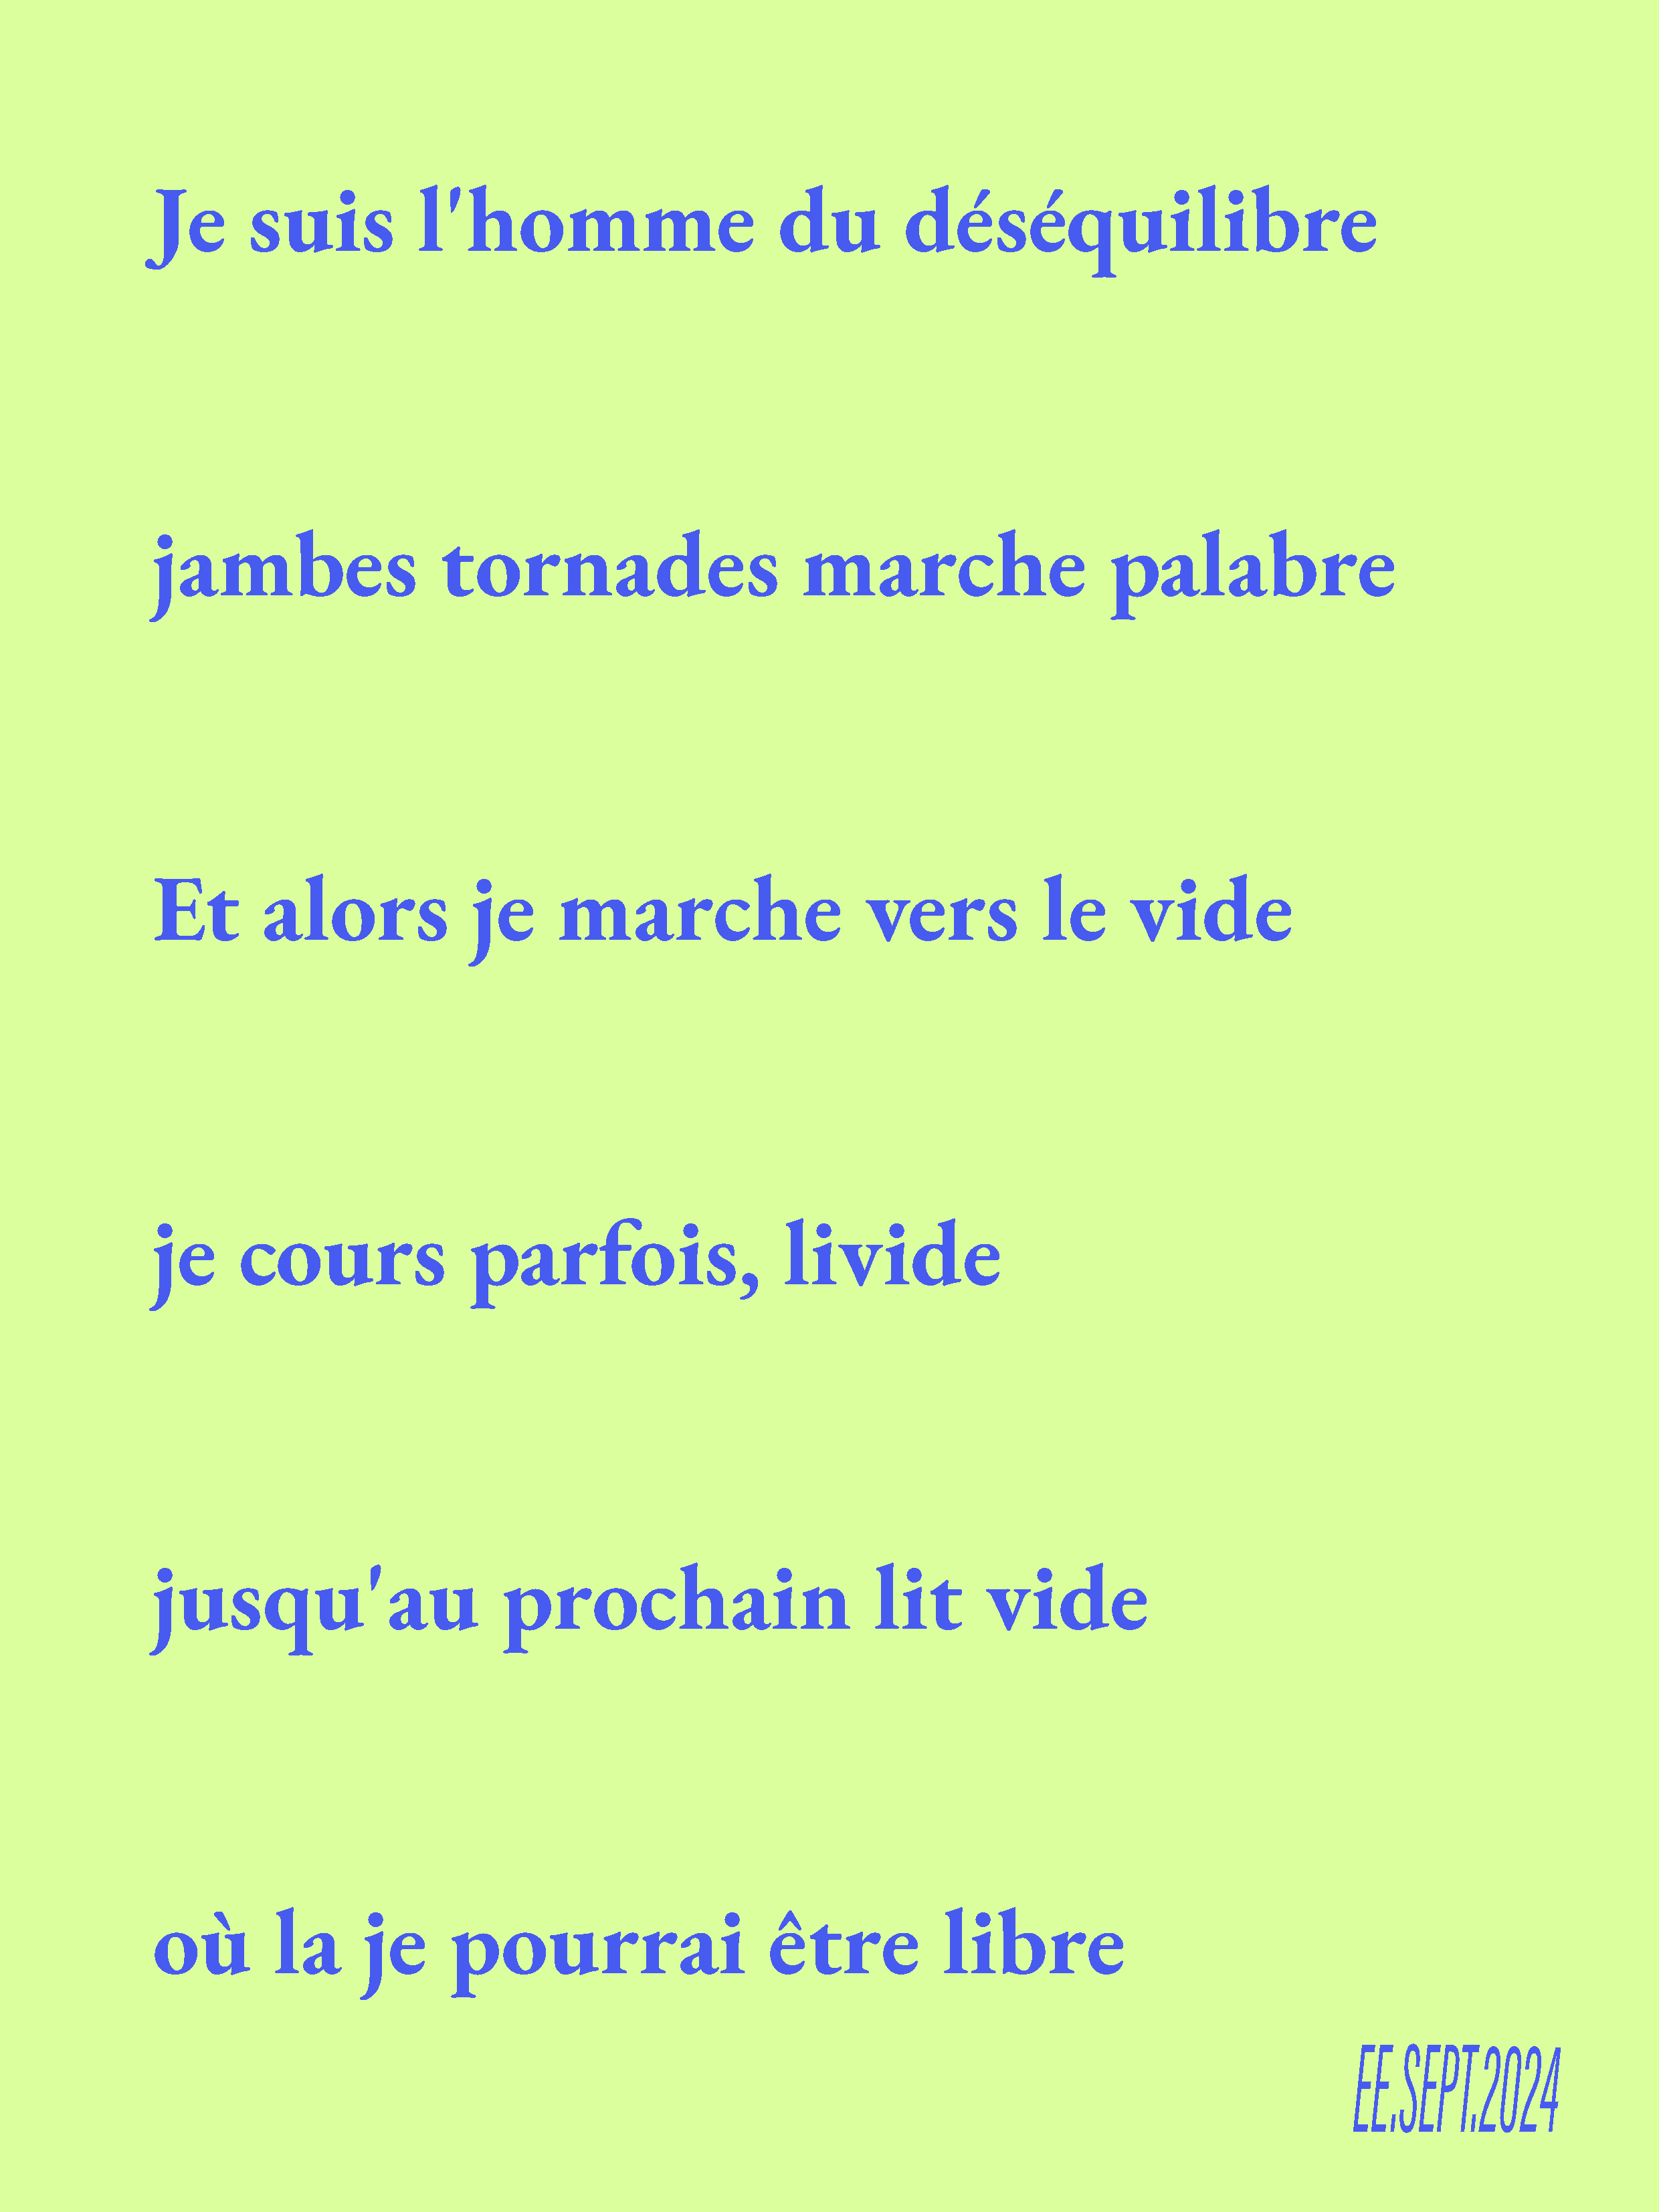 Je suis l'homme du déséquilibre
jambes tornades marche palabre
Et alors je marche vers le vide
je cours parfois, livide
jusqu'au prochain lit vide
où la je pourrai être libre
EE.SEPT.2024